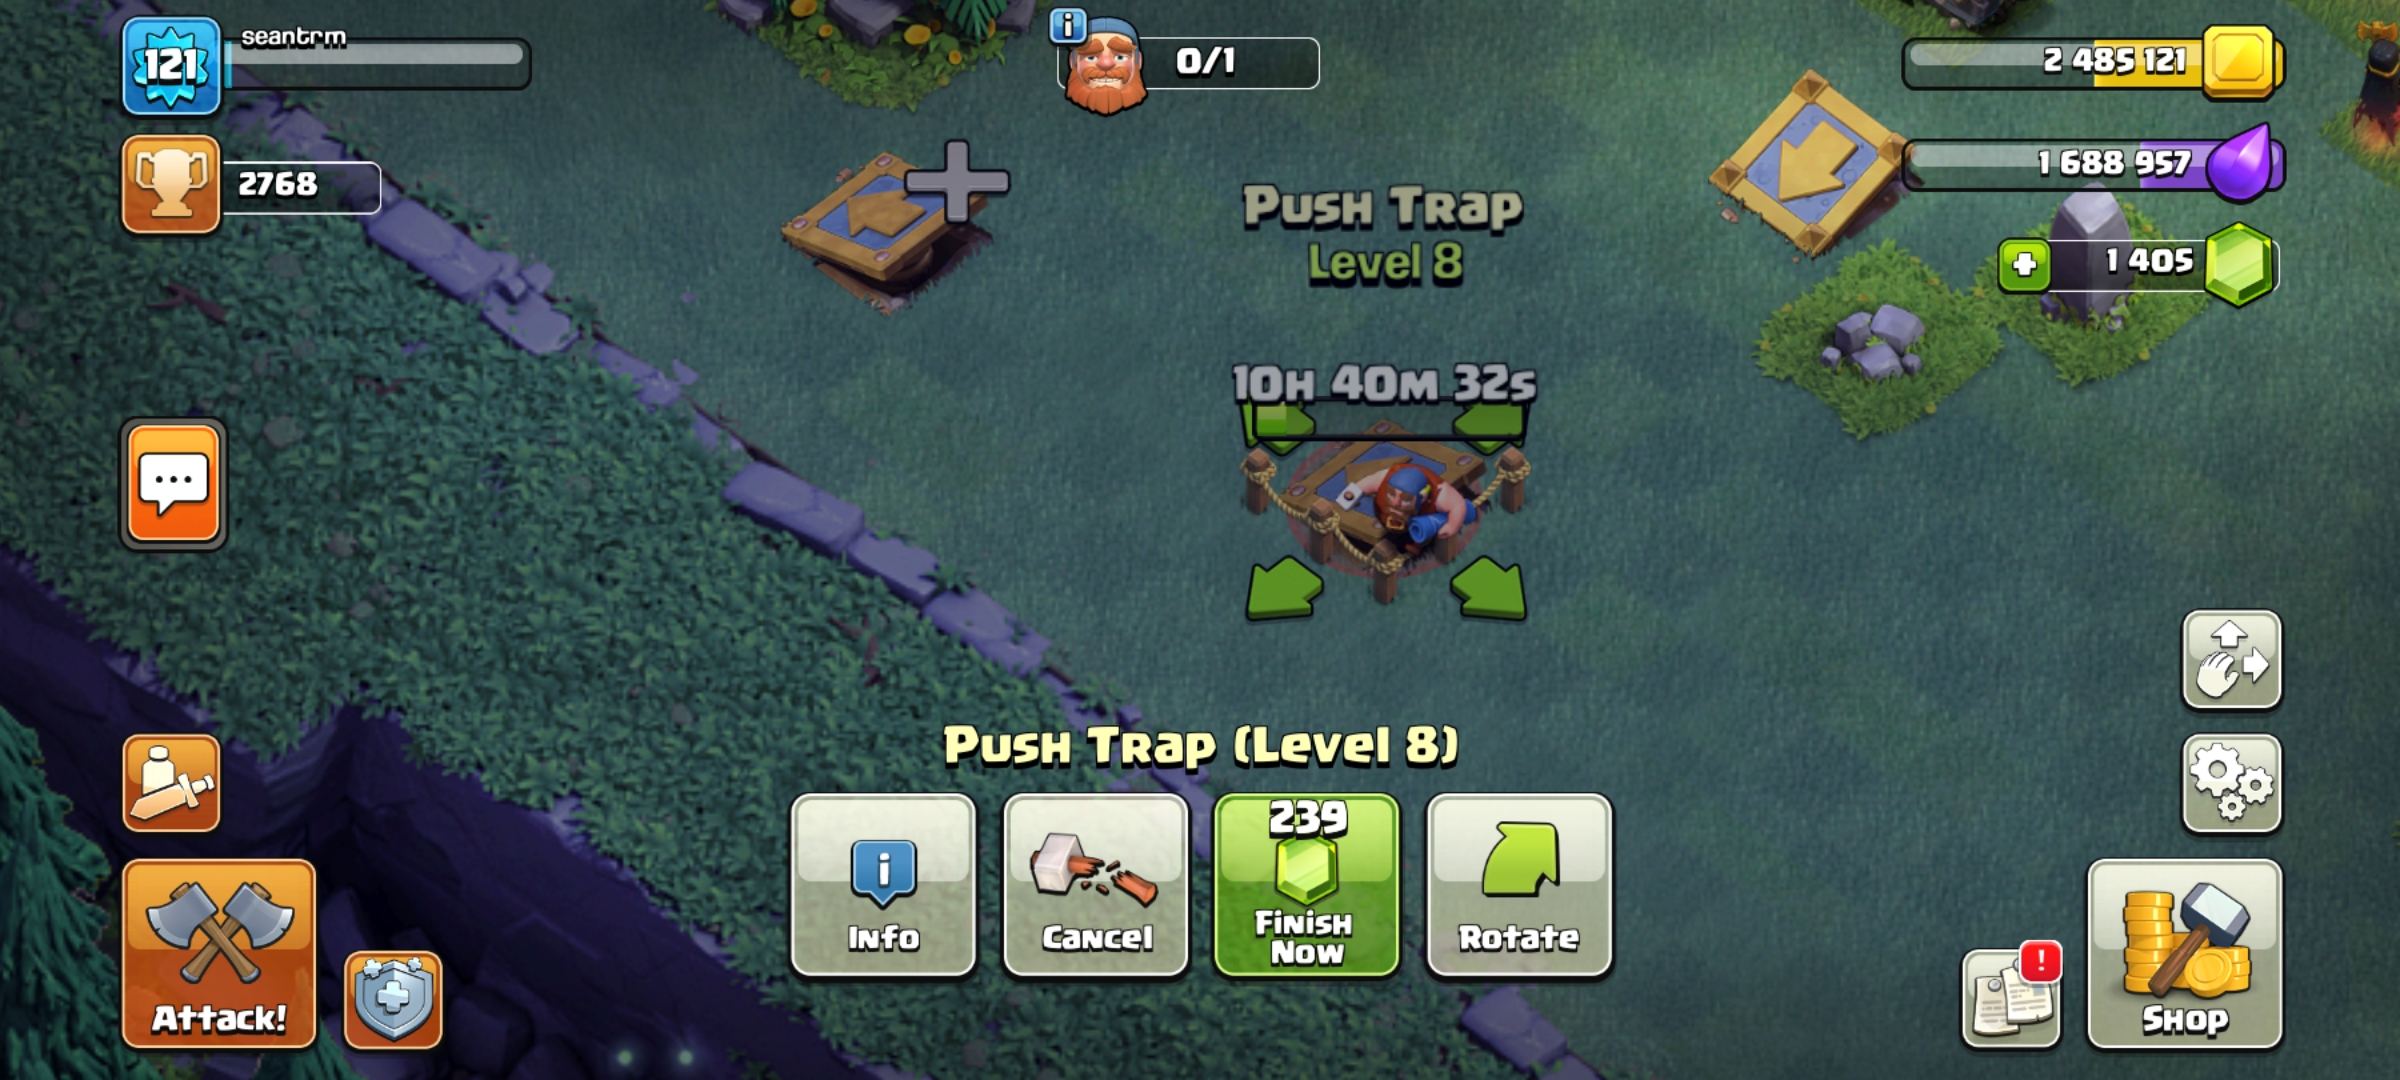 121
seantrm
i
0/1
2 485 121
2768
1 688 957
Push Trap
Level 8
+
1 405
10H 40M 32s
Push Trap (Level 8)
i
Info
Cancel
239
Finish
Now
Rotate
Attack!
!
Shop